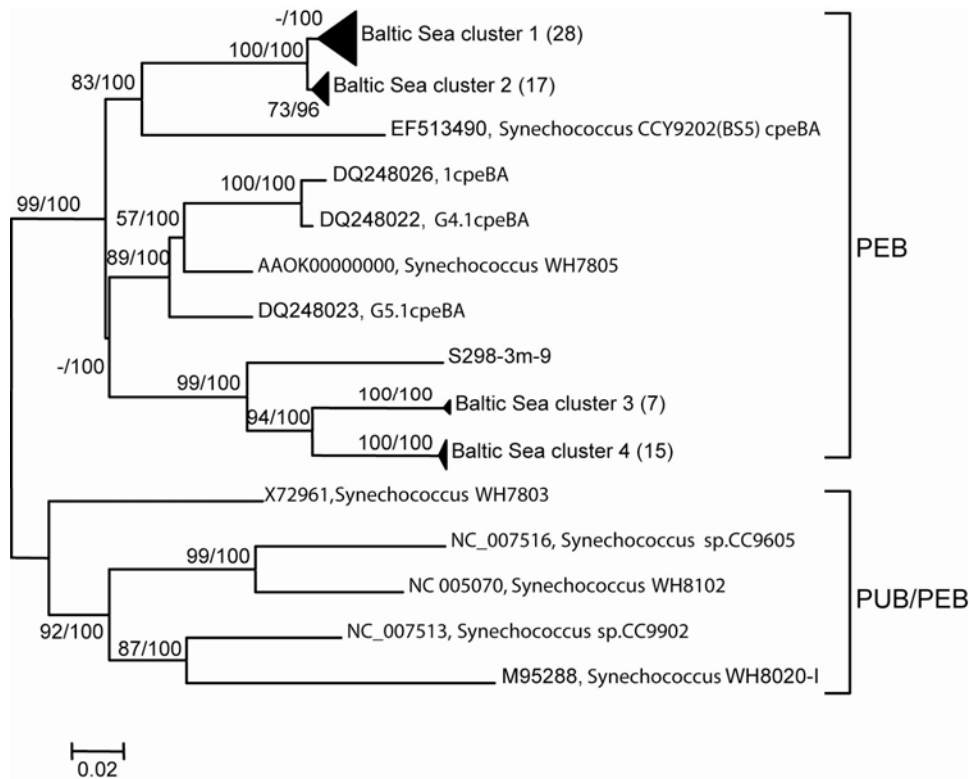 -/100
Baltic Sea cluster 1 (28)
100/100
83/100
Baltic Sea cluster 2 (17)
73/96
EF513490, Synechococcus CCY9202(BS5) cpeBA
DQ248026, 1cpeBA
100/100
99/100
57/100
DQ248022, G4.1cpeBA
PEB
89/100
AAOK00000000, Synechococcus WH7805
DQ248023, G5.1cpeBA
-/100
S298-3m-9
99/100
100/100
Baltic Sea cluster 3 (7)
94/100
100/100
Baltic Sea cluster 4 (15)
X72961,Synechococcus WH7803
99/100
NC_007516, Synechococcus sp.CC9605
NC 005070, Synechococcus WH8102
PUB/PEB
92/100
NC_007513, Synechococcus sp.CC9902
87/100
M95288, Synechococcus WH8020-I
0.02